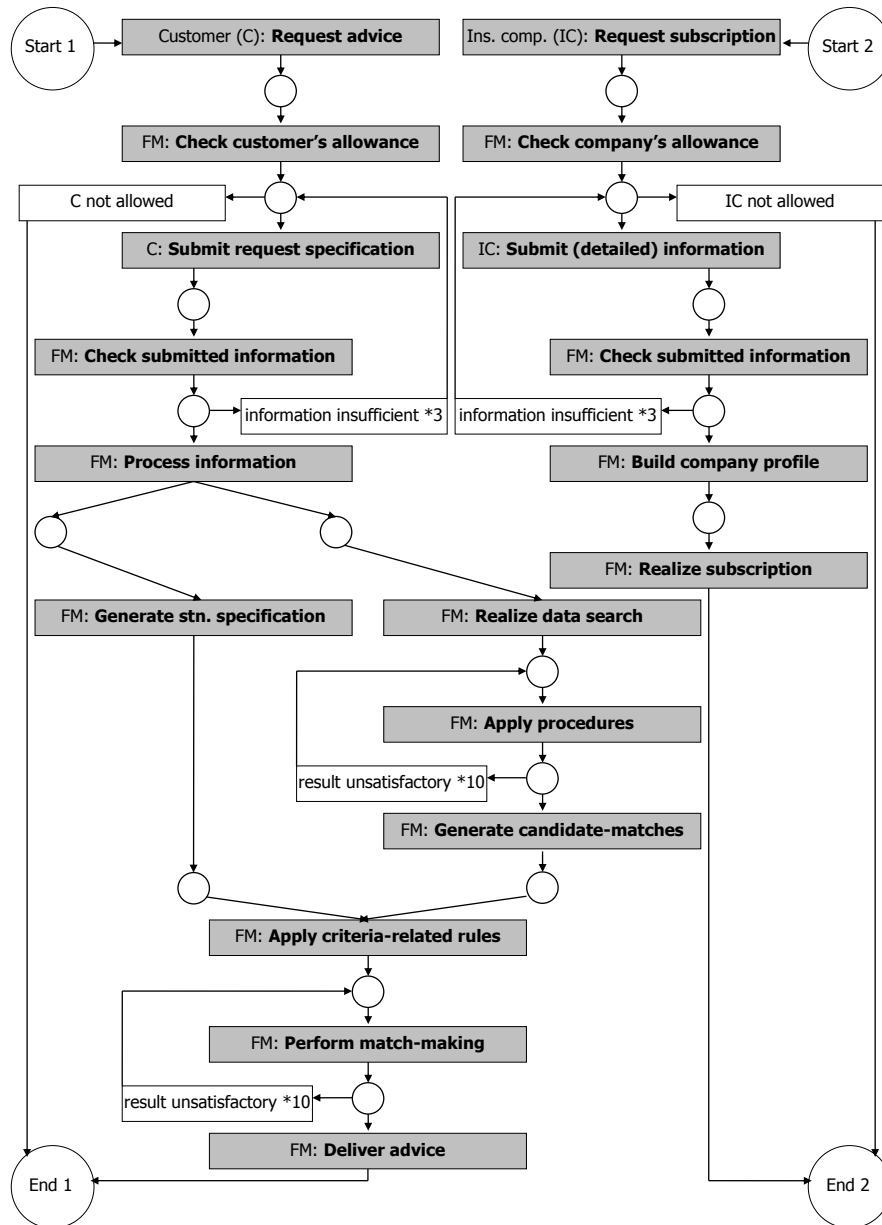 Start 1
Customer (C): Request advice
Ins. comp. (IC): Request subscription
Start 2
FM: Check customer's allowance
FM: Check company's allowance
C not allowed
IC not allowed
C: Submit request specification
IC: Submit (detailed) information
FM: Check submitted information
FM: Check submitted information
information insufficient *3
information insufficient *3
FM: Process information
FM: Build company profile
FM: Realize subscription
FM: Generate stn. specification
FM: Realize data search
FM: Apply procedures
result unsatisfactory *10
FM: Generate candidate-matches
FM: Apply criteria-related rules
FM: Perform match-making
result unsatisfactory *10
FM: Deliver advice
End 1
End 2